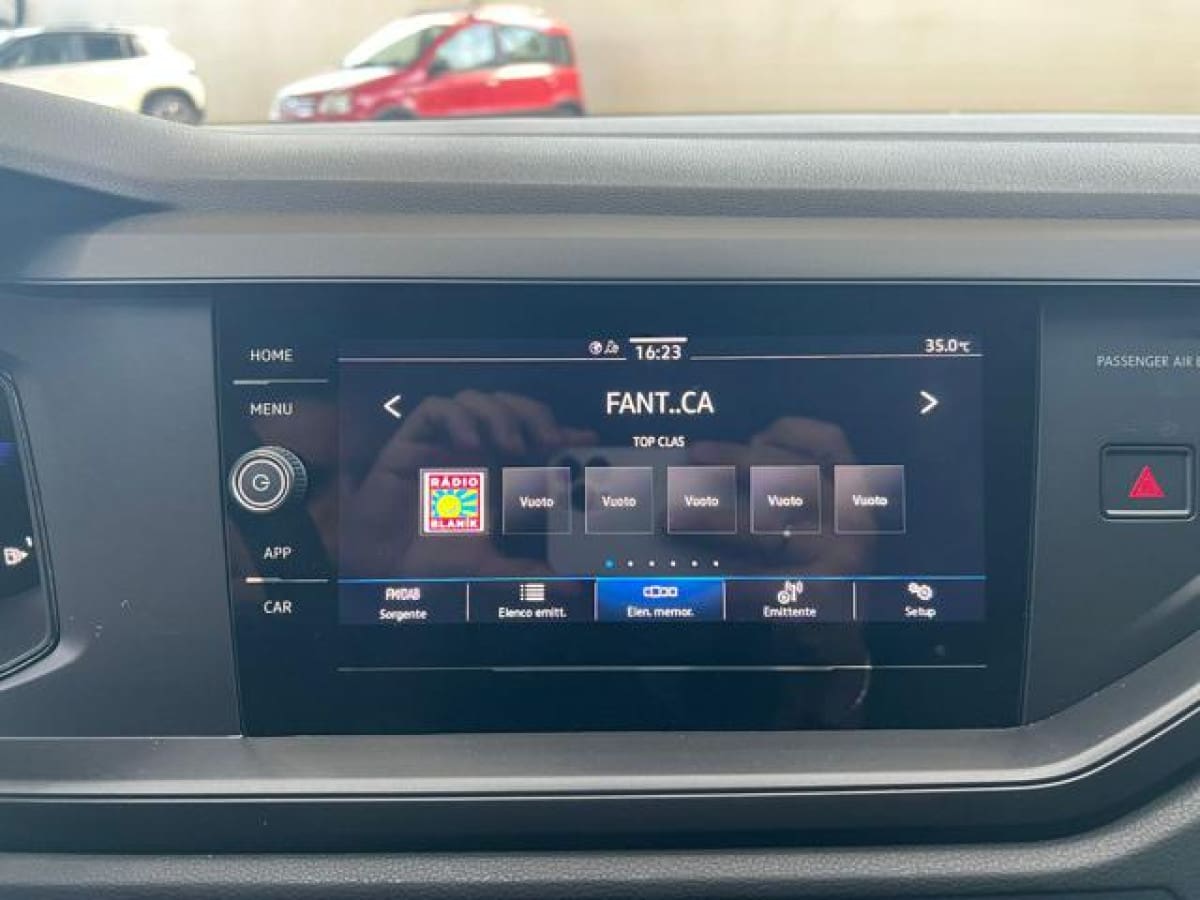 HOME
MENU
APP
CAR
16:23
35.0°C
FANT..CA
TOP CLAS
RÁDIO
BLANÍK
Vuoto
Vuoto
Vuoto
Vuoto
Vuoto
FM/DAB
Sorgente
Elenco emitt.
Elen. memor.
Emittente
Setup
PASSENGER AIR
1